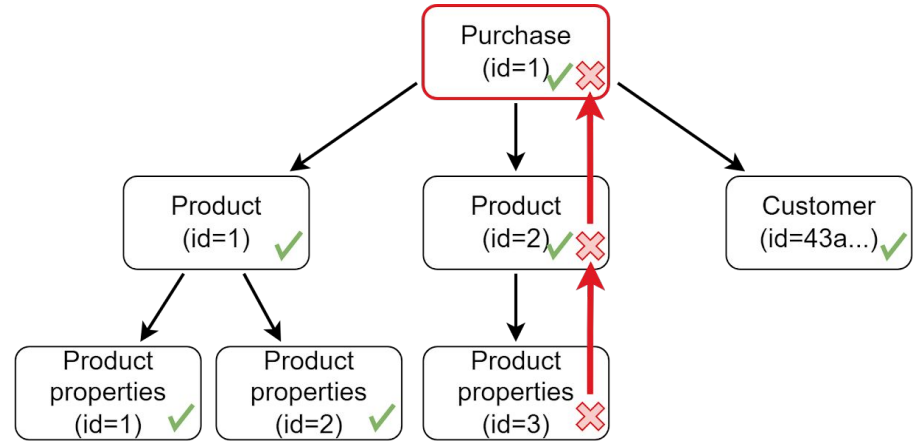 Purchase
(id=1)
Product
(id=1)
Product
(id=2)
Customer
(id=43a...)
Product
properties
(id=1)
Product
properties
(id=2)
Product
properties
(id=3)